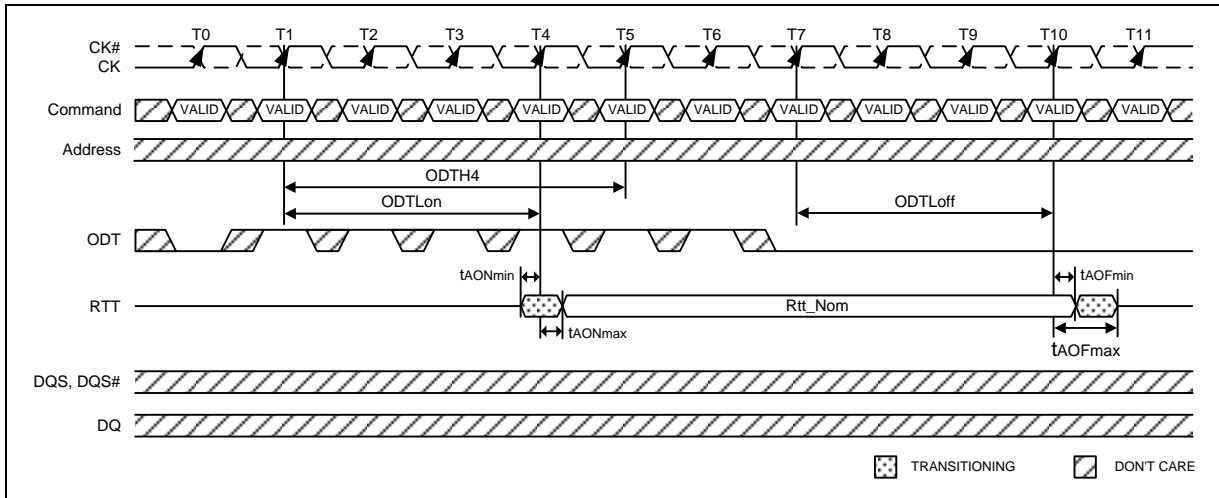 T0 T1 T2 T3 T4 T5 T6 T7 T8 T9 T10 T11
CK#
CK
Command VALID VALID VALID VALID VALID VALID VALID VALID VALID VALID VALID VALID
Address
ODTH4
ODTLon ODTLoff
ODT
tAONmin tAOFmin
RTT Rtt_Nom
tAONmax
tAOFmax
DQS, DQS#
DQ
TRANSITIONING DON'T CARE